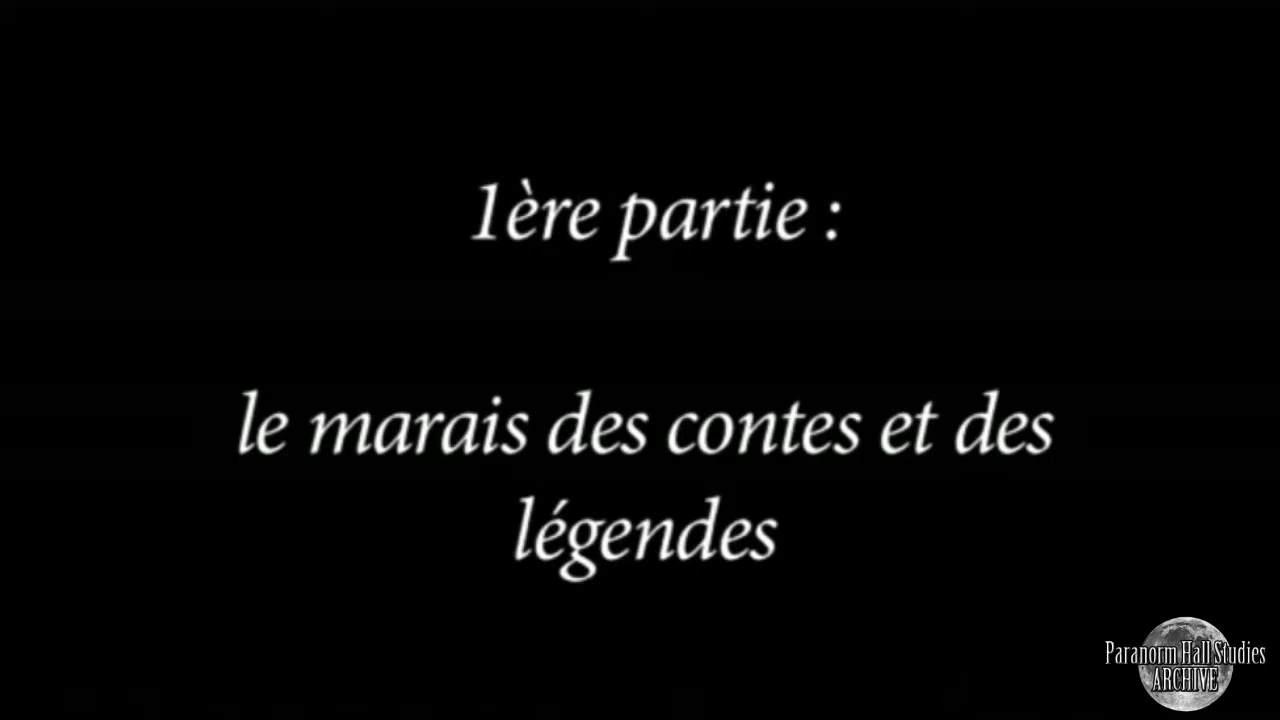 1ère partie :
le marais des contes et des
légendes
Paranorm Hall Studies
ARCHIVE